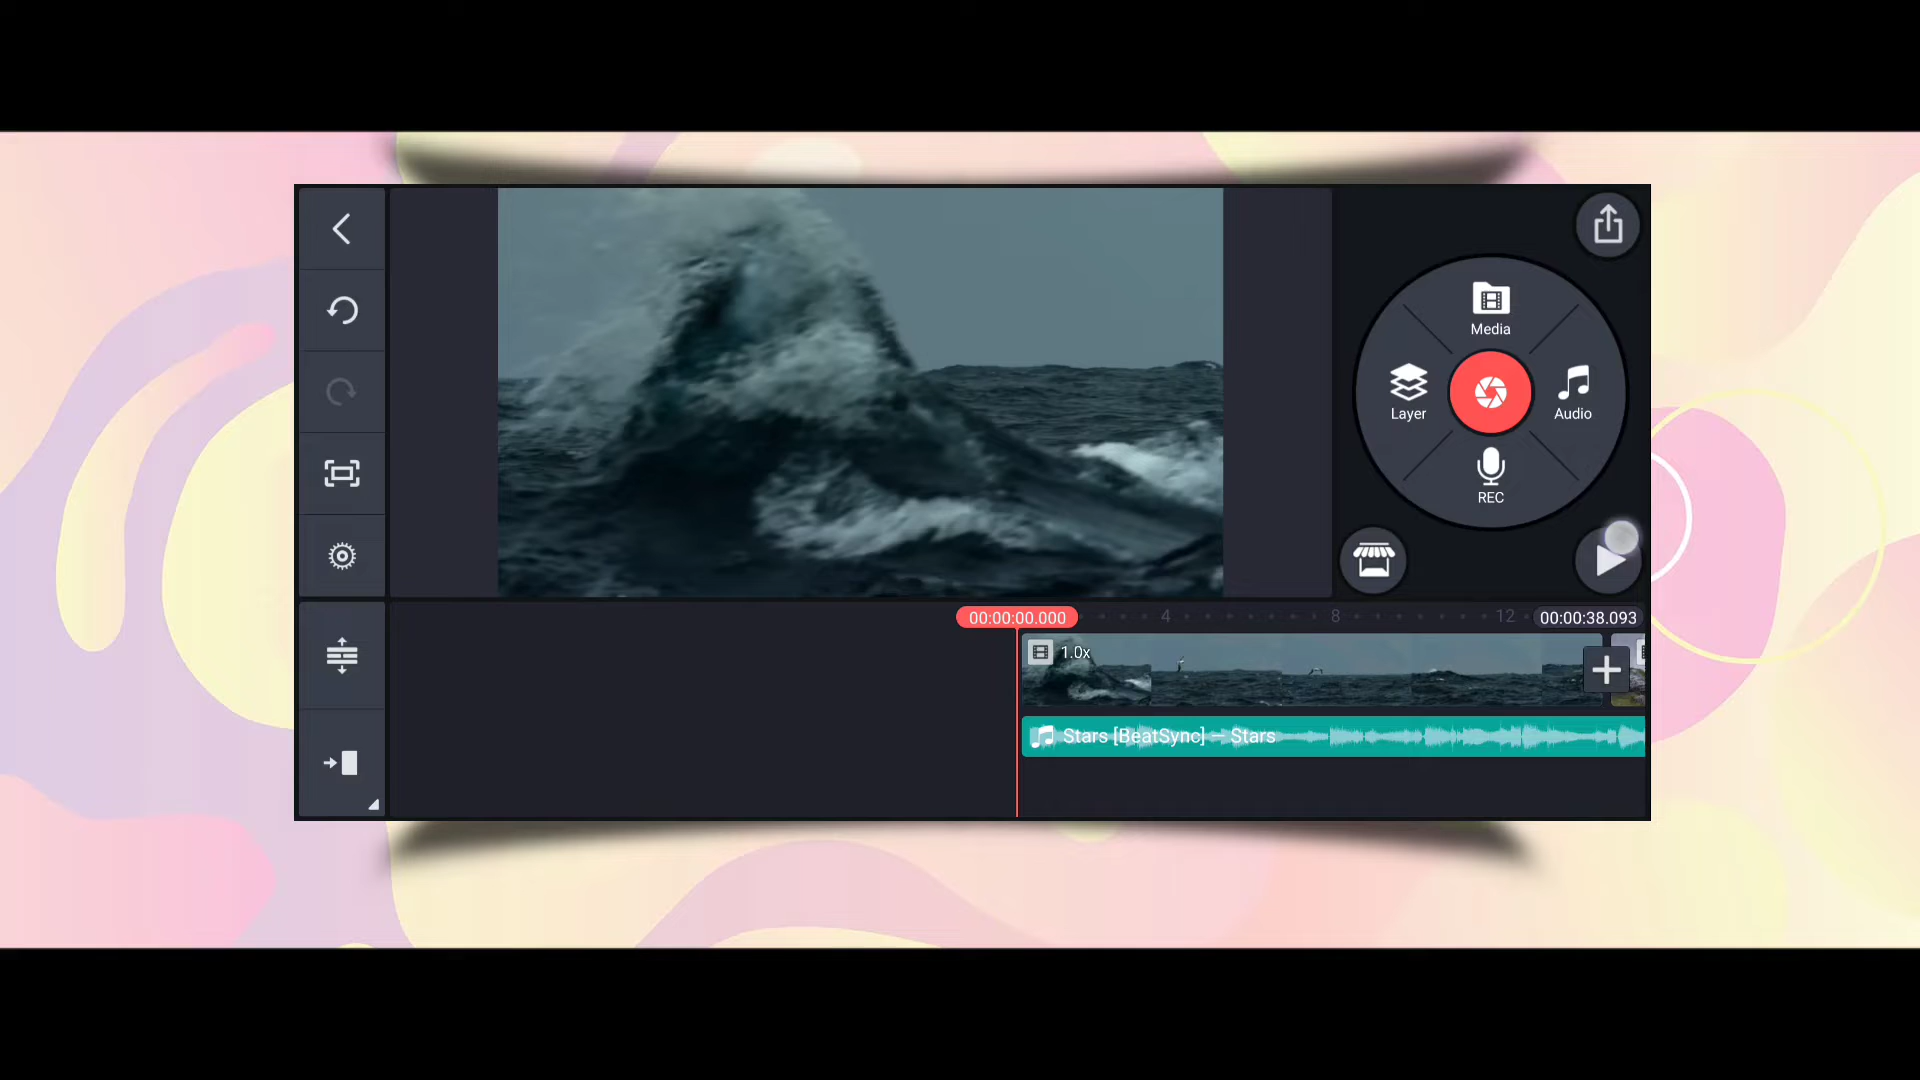 Media
Layer
Audio
REC
00:00:00.000
4
8
12
00:00:38.093
1.0x
Stars [BeatSync] – Stars